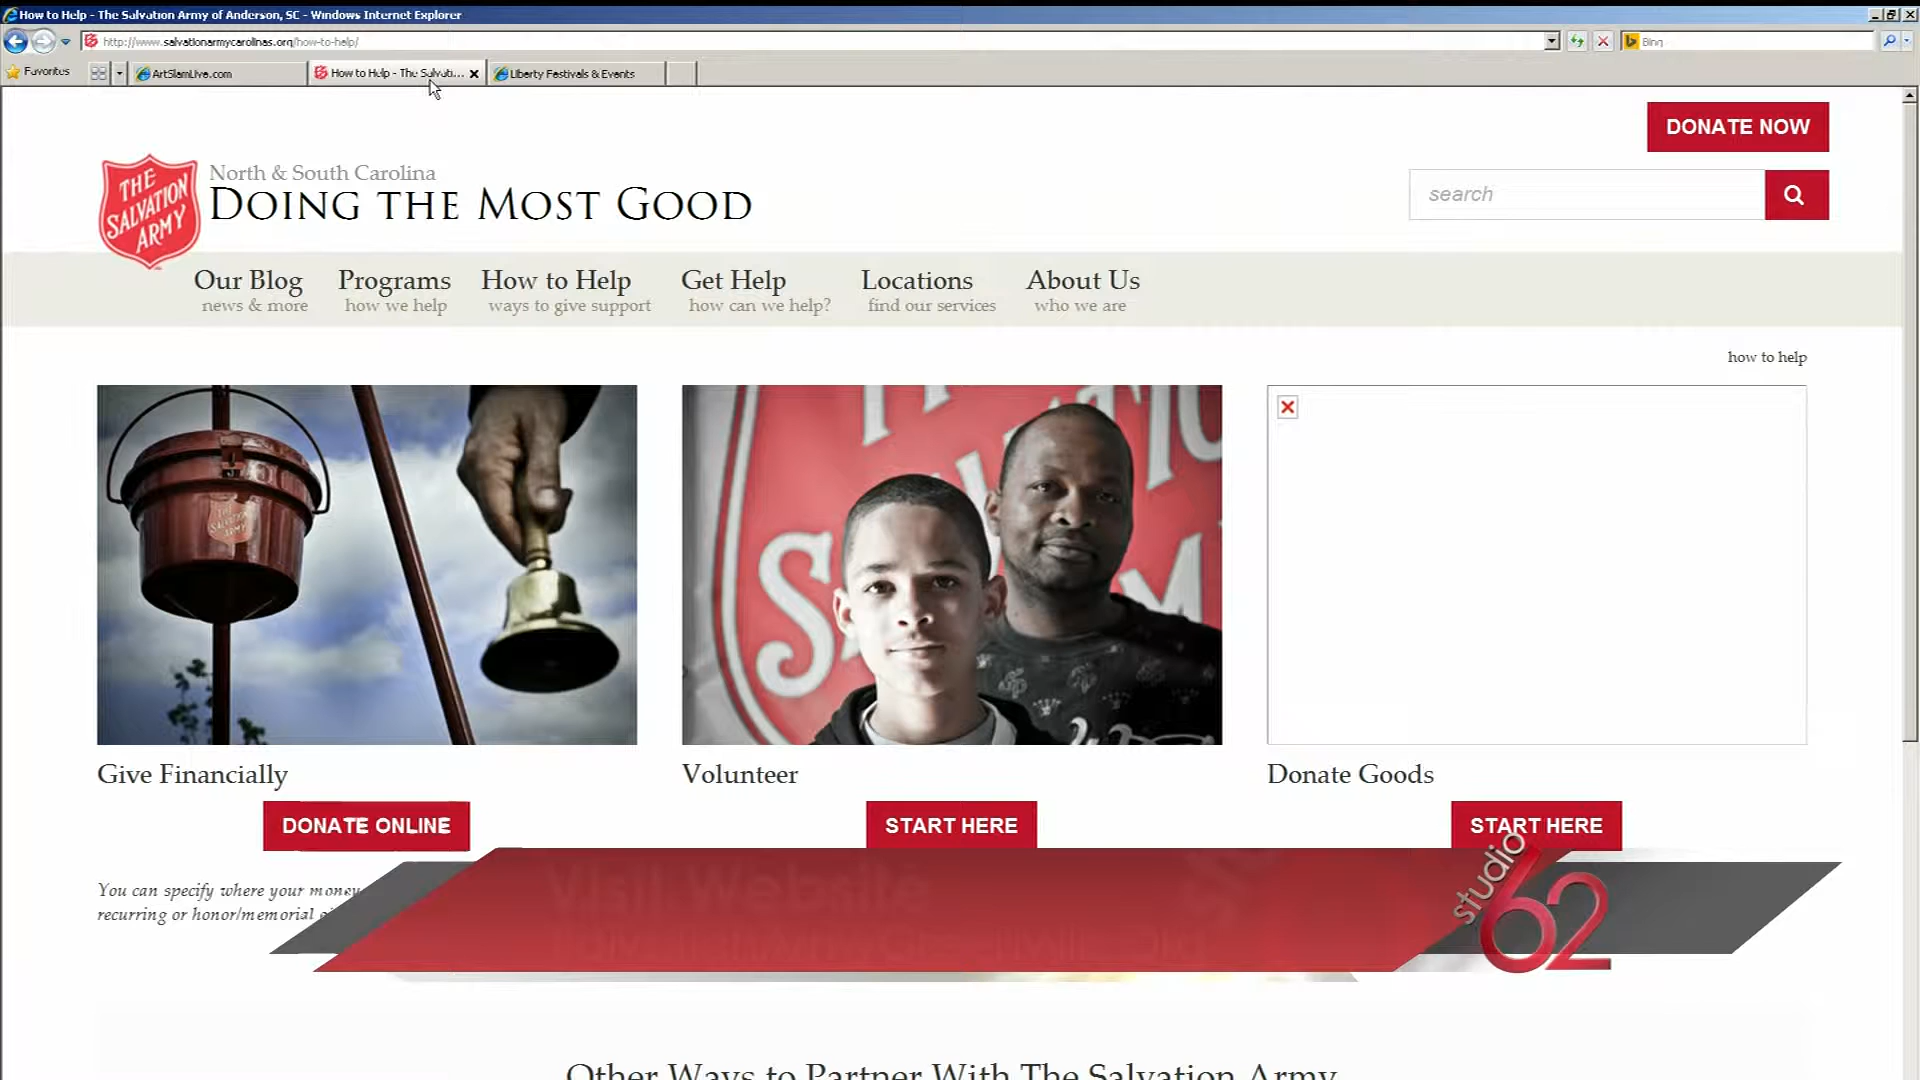 How to Help - The Salvation Army of Anderson, SC - Windows Internet Explorer
http://www.salvationarmycarolinas.org/how-to-help/
Bing
Favorites
ArtSlamLive.com
How to Help - The Salvati...
Liberty Festivals & Events
DONATE NOW
THE SALVATION ARMY
North & South Carolina
DOING THE MOST GOOD
search
Our Blog
news & more
Programs
how we help
How to Help
ways to give support
Get Help
how can we help?
Locations
find our services
About Us
who we are
how to help
THE SALVATION
Give Financially
Volunteer
Donate Goods
DONATE ONLINE
START HERE
START HERE
You can specify where your money
recurring or honor/memorial
Visit Website
studio
62
Other Ways to Partner With The Salvation Army